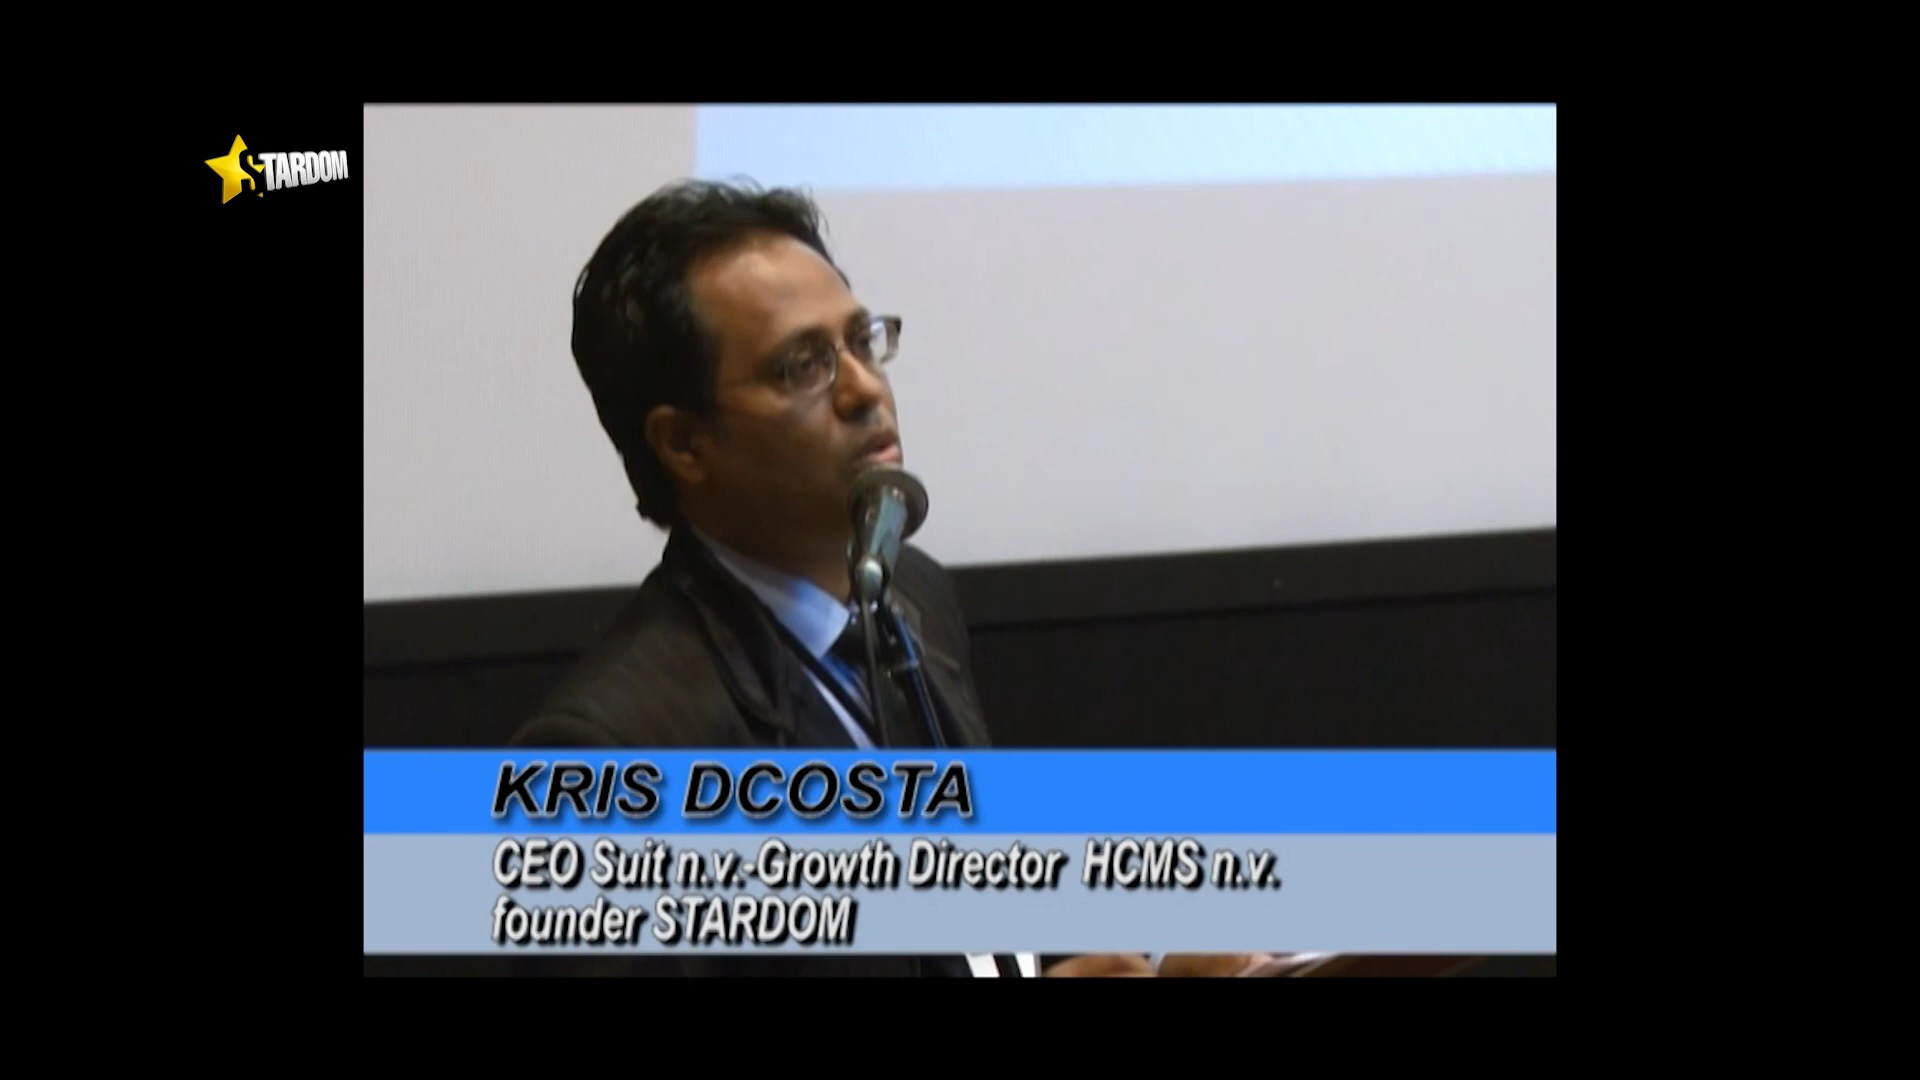 STARDOM
KRIS DCOSTA
CEO Suit n.v.-Growth Director HCMS n.v.
founder STARDOM